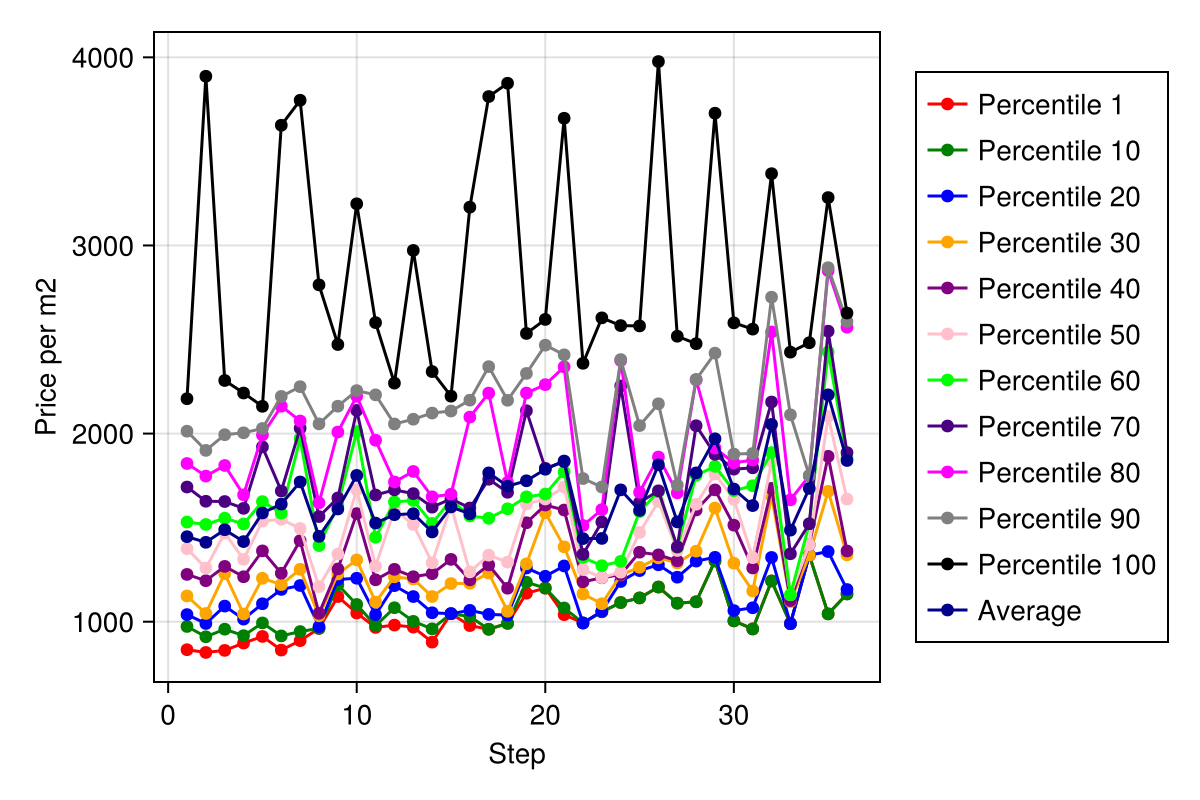 4000
3000
2000
1000
Price per m2
0
10
20
30
Step
Percentile 1
Percentile 10
Percentile 20
Percentile 30
Percentile 40
Percentile 50
Percentile 60
Percentile 70
Percentile 80
Percentile 90
Percentile 100
Average